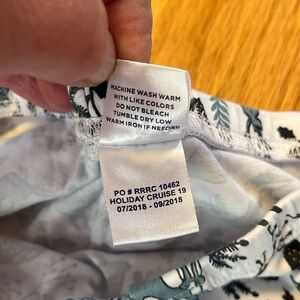 MACHINE WASH WARM
WITH LIKE COLORS
DO NOT BLEACH
TUMBLE DRY LOW
WARM IRON IF NEEDED
PO # RRRC 10462
HOLIDAY CRUISE 19
07/2018 - 09/2018